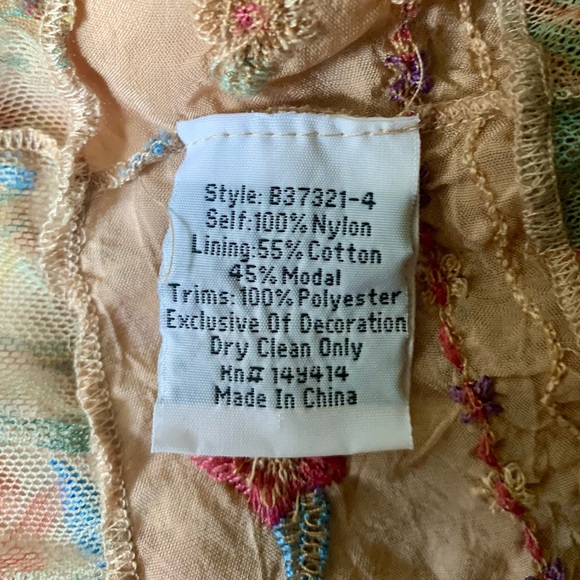 Style: B37321-4
Self:100% Nylon
Lining:55% Cotton
45% Modal
Trims: 100% Polyester
Exclusive Of Decoration
Dry Clean Only
Rn# 149414
Made In China